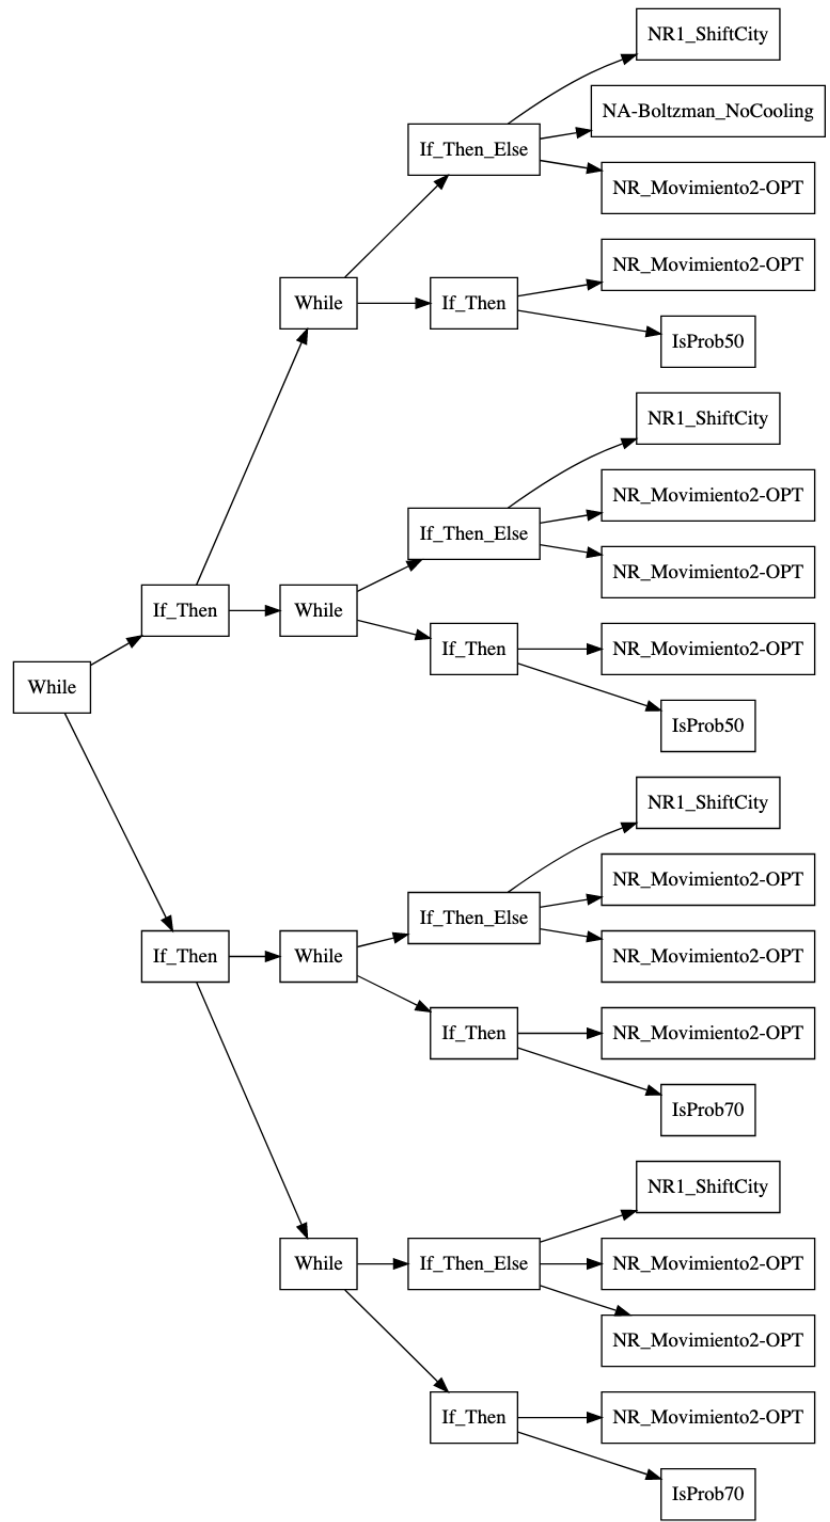 NR1_ShiftCity
NA-Boltzman_NoCooling
If_Then_Else
NR_Movimiento2-OPT
NR_Movimiento2-OPT
While
If_Then
IsProb50
NR1_ShiftCity
NR_Movimiento2-OPT
If_Then_Else
NR_Movimiento2-OPT
If_Then
While
NR_Movimiento2-OPT
If_Then
While
IsProb50
NR1_ShiftCity
NR_Movimiento2-OPT
If_Then_Else
NR_Movimiento2-OPT
If_Then
While
NR_Movimiento2-OPT
If_Then
IsProb70
NR1_ShiftCity
While
If_Then_Else
NR_Movimiento2-OPT
NR_Movimiento2-OPT
If_Then
NR_Movimiento2-OPT
IsProb70